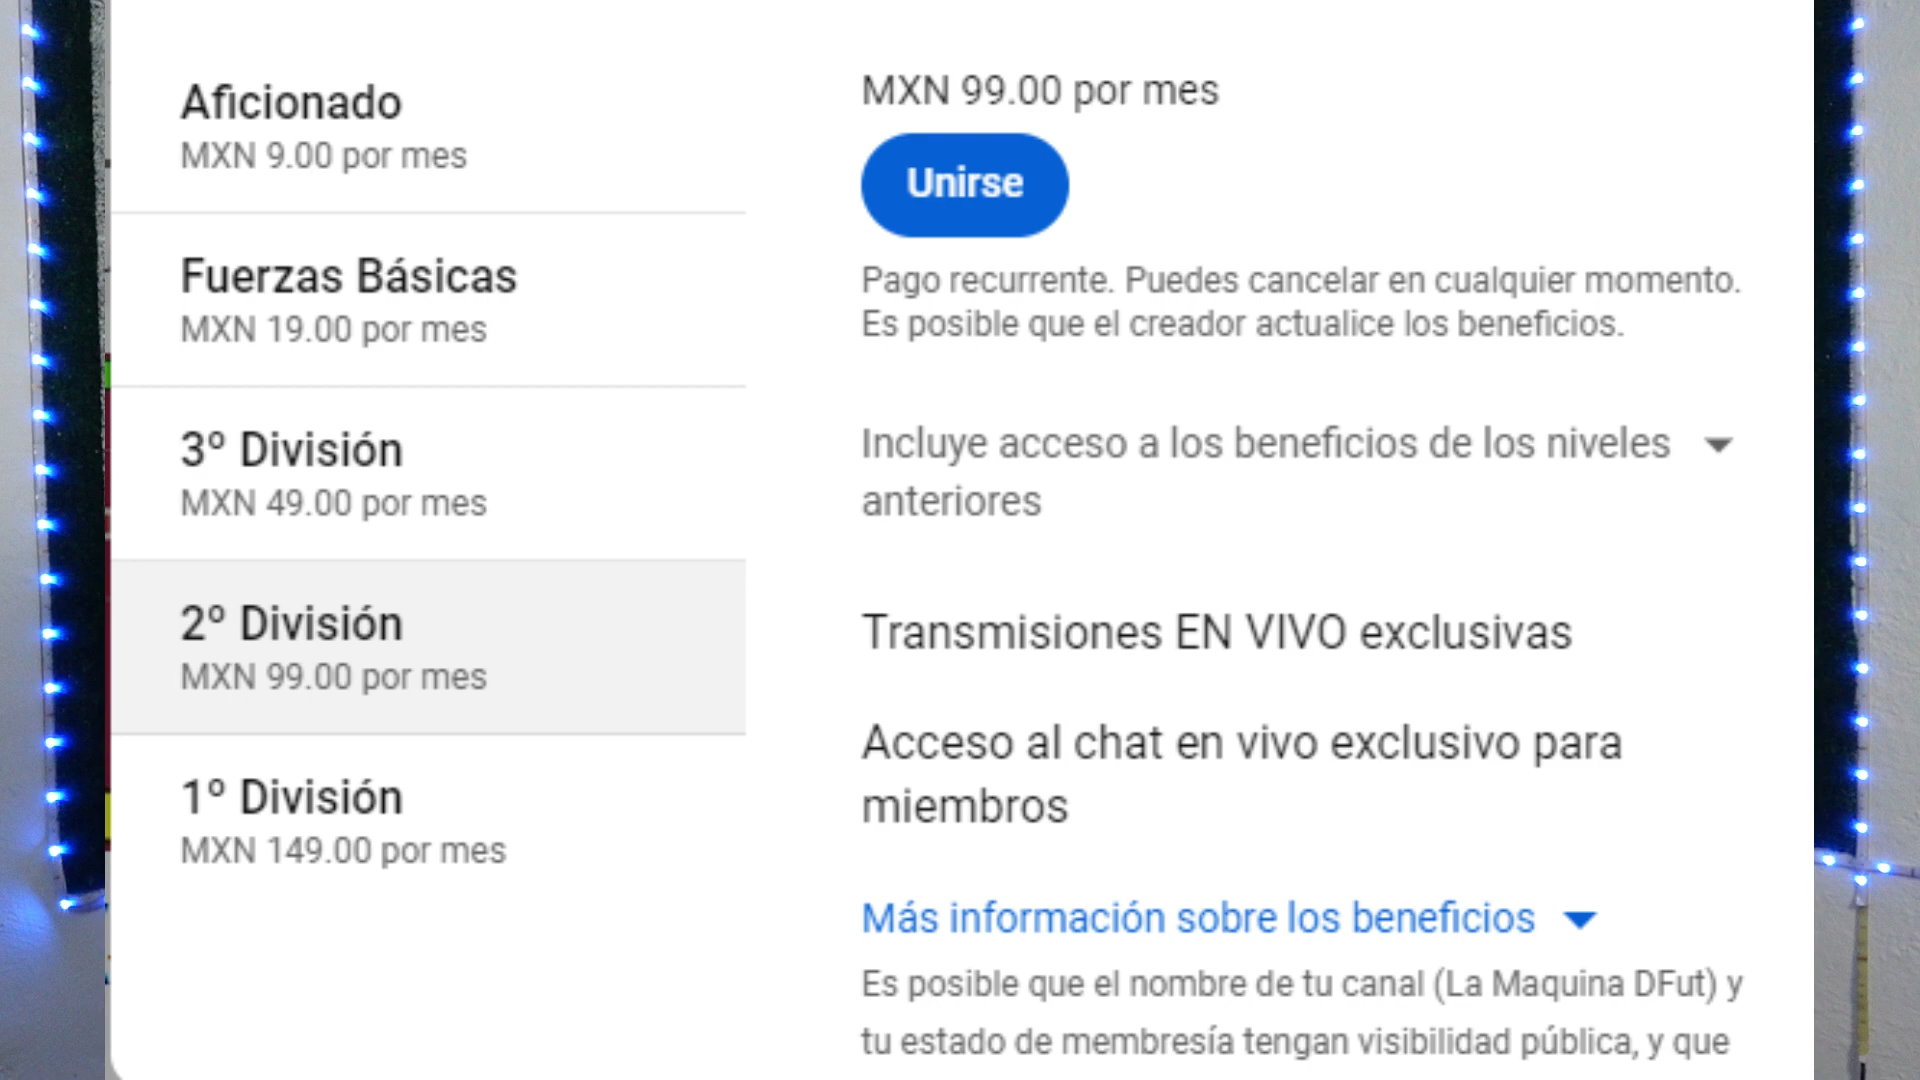 Aficionado
MXN 9.00 por mes
Fuerzas Básicas
MXN 19.00 por mes
3º División
MXN 49.00 por mes
2º División
MXN 99.00 por mes
1º División
MXN 149.00 por mes
MXN 99.00 por mes
Unirse
Pago recurrente. Puedes cancelar en cualquier momento.
Es posible que el creador actualice los beneficios.
Incluye acceso a los beneficios de los niveles
anteriores
Transmisiones EN VIVO exclusivas
Acceso al chat en vivo exclusivo para
miembros
Más información sobre los beneficios
Es posible que el nombre de tu canal (La Maquina DFut) y
tu estado de membresía tengan visibilidad pública, y que